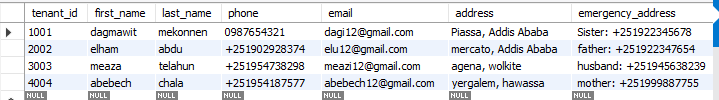 tenant_id first_name last_name phone email address emergency_address
1001 dagmawit mekonnen 0987654321 dagi12@gmail.com Piassa, Addis Ababa Sister: +251922345678
2002 elham abdu +251902928374 elu12@gmail.com mercato, Addis Ababa father: +251922347654
3003 meaza telahun +251954738298 meazi12@gmail.com agena, wolkite husband: +251945638239
4004 abebech chala +251954187577 abebech12@gmail.com yergalem, hawassa mother: +251999887755
NULL NULL NULL NULL NULL NULL NULL